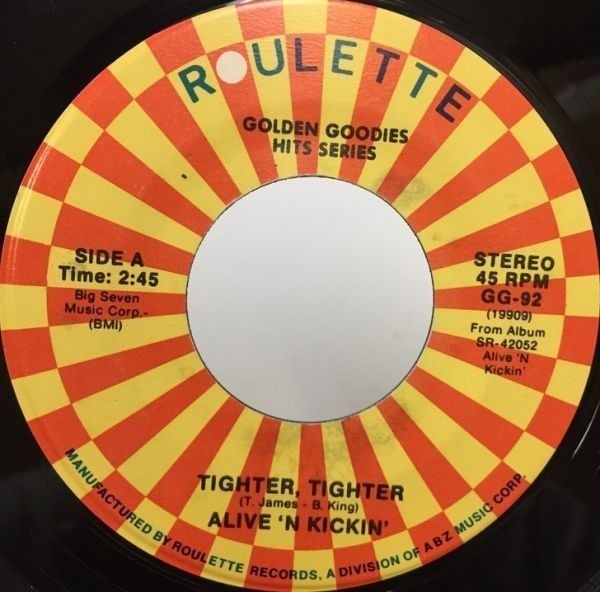 ROULETTE
GOLDEN GOODIES
HITS SERIES
SIDE A
Time: 2:45
Big Seven
Music Corp.-
(BMI)
STEREO
45 RPM
GG-92
(19909)
From Album
SR-42052
Alive 'N
Kickin'
TIGHTER, TIGHTER
(T. James - B. King)
ALIVE 'N KICKIN'
MANUFACTURED BY ROULETTE RECORDS, A DIVISION OF ABZ MUSIC CORP.